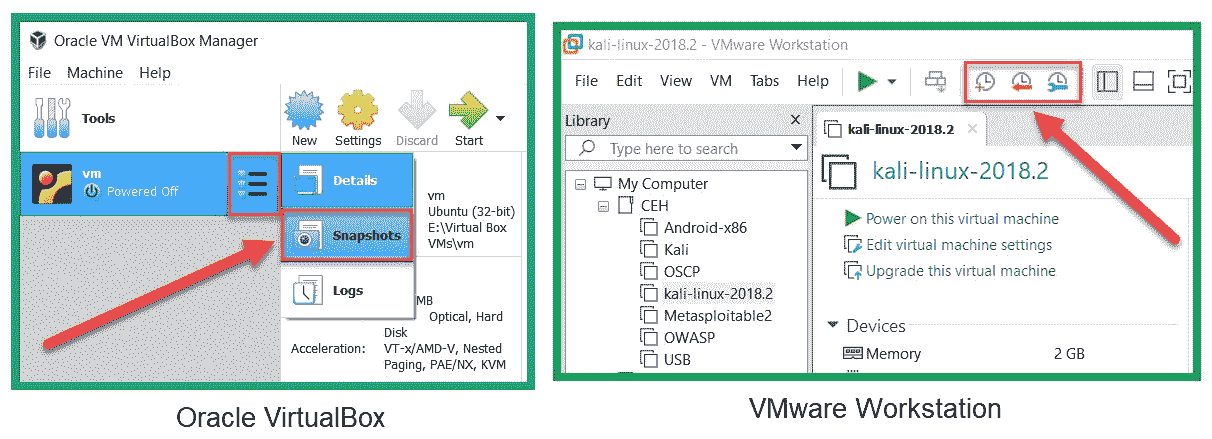 Oracle VM VirtualBox Manager
File Machine Help
Tools
New Settings Discard Start
vm
Powered Off
Details
Snapshots
Logs
vm
Ubuntu (32-bit)
E:\Virtual Box
VMs\vm
MB
Optical, Hard
Disk
Acceleration: VT-x/AMD-V, Nested
Paging, PAE/NX, KVM
Oracle VirtualBox
kali-linux-2018.2 - VMware Workstation
File Edit View VM Tabs Help
Library
Type here to search
My Computer
CEH
Android-x86
Kali
OSCP
kali-linux-2018.2
Metasploitable2
OWASP
USB
kali-linux-2018.2
kali-linux-2018.2
Power on this virtual machine
Edit virtual machine settings
Upgrade this virtual machine
Devices
Memory 2 GB
VMware Workstation